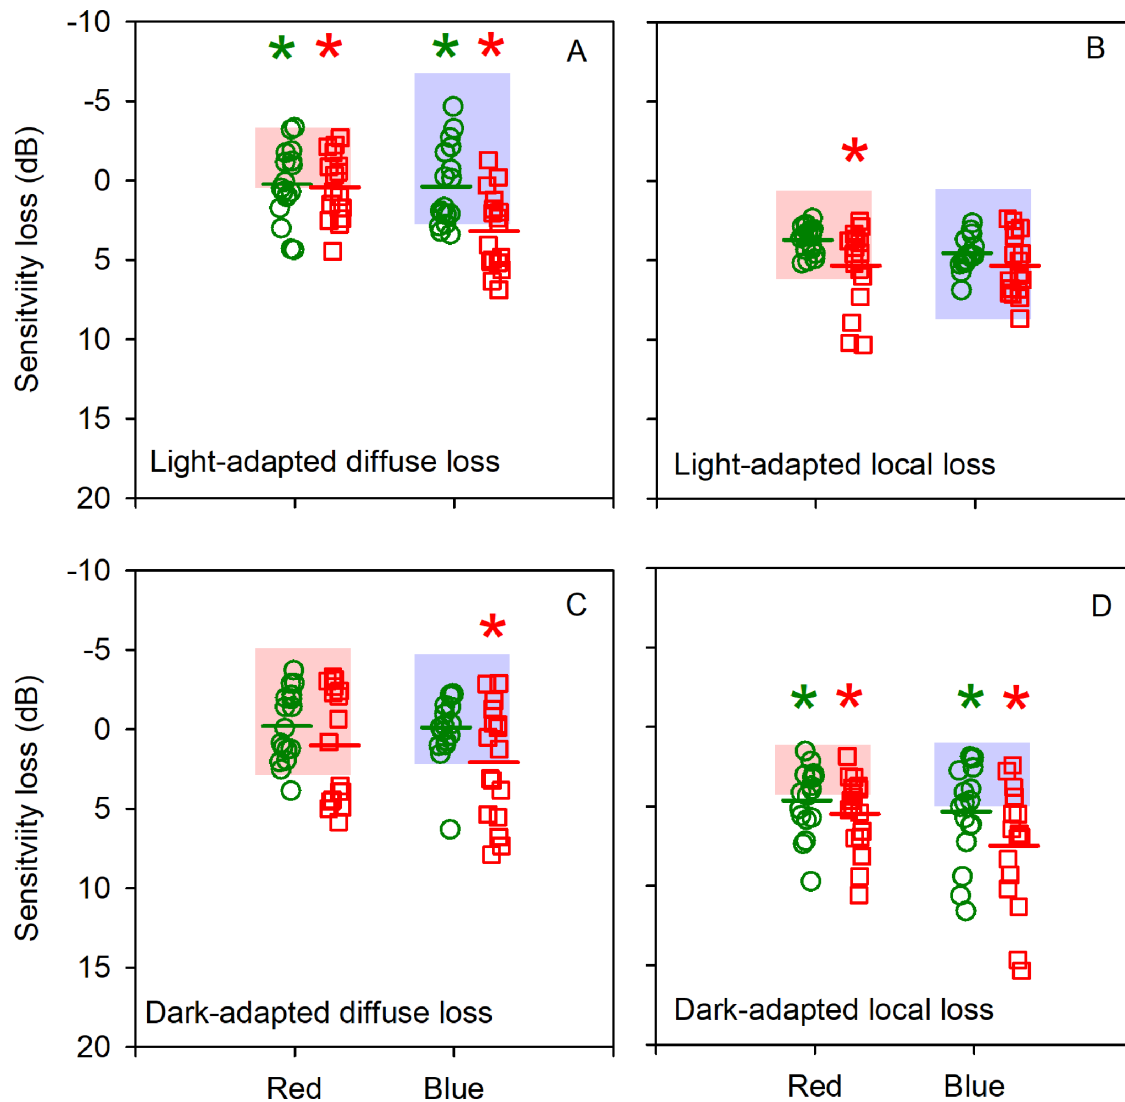 Sensitviity loss (dB)
-10
-5
0
5
10
15
20
A
Light-adapted diffuse loss
B
Light-adapted local loss
Sensitviity loss (dB)
-10
-5
0
5
10
15
20
C
Dark-adapted diffuse loss
Red
Blue
D
Dark-adapted local loss
Red
Blue